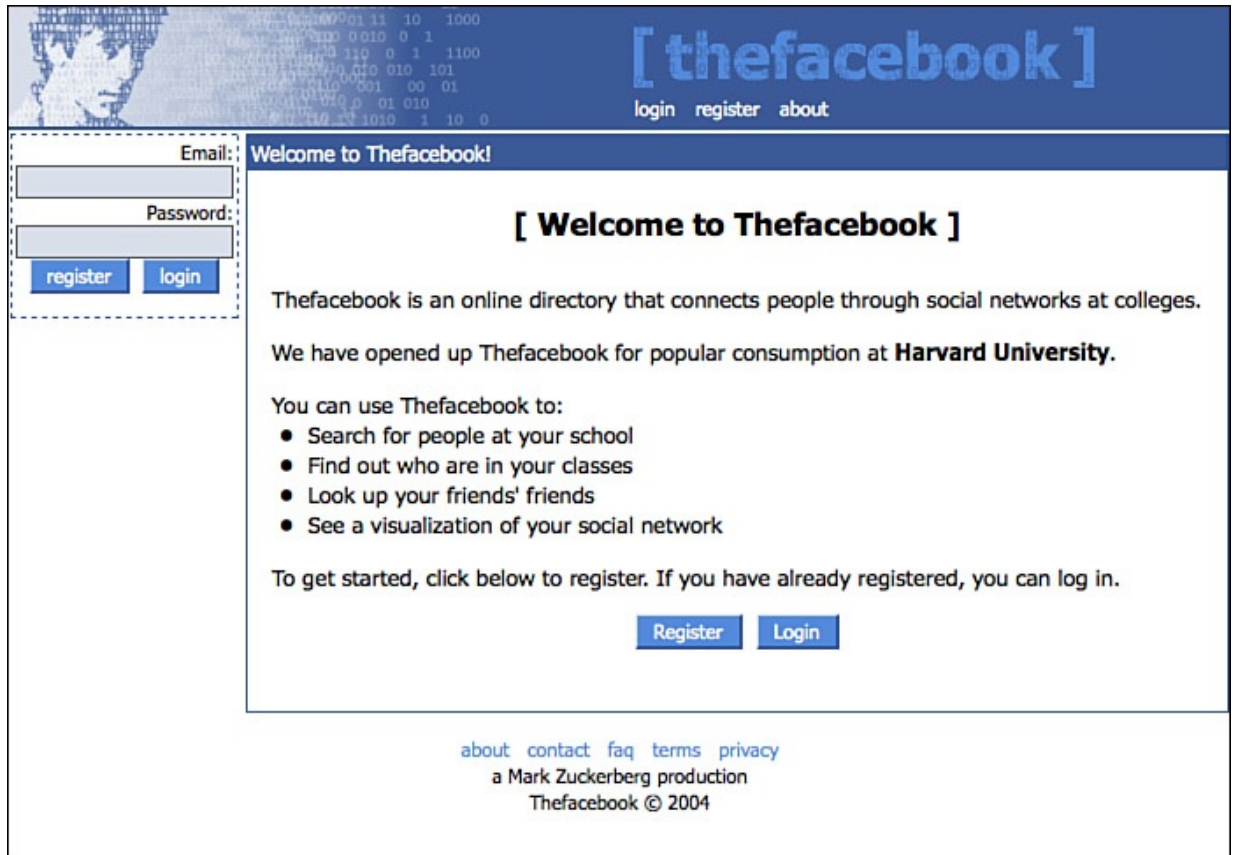 [ thefacebook ]
login register about
Email:
Password:
register login
Welcome to Thefacebook!
[ Welcome to Thefacebook ]
Thefacebook is an online directory that connects people through social networks at colleges.
We have opened up Thefacebook for popular consumption at Harvard University.
You can use Thefacebook to:
• Search for people at your school
• Find out who are in your classes
• Look up your friends' friends
• See a visualization of your social network
To get started, click below to register. If you have already registered, you can log in.
Register Login
about contact faq terms privacy
a Mark Zuckerberg production
Thefacebook © 2004